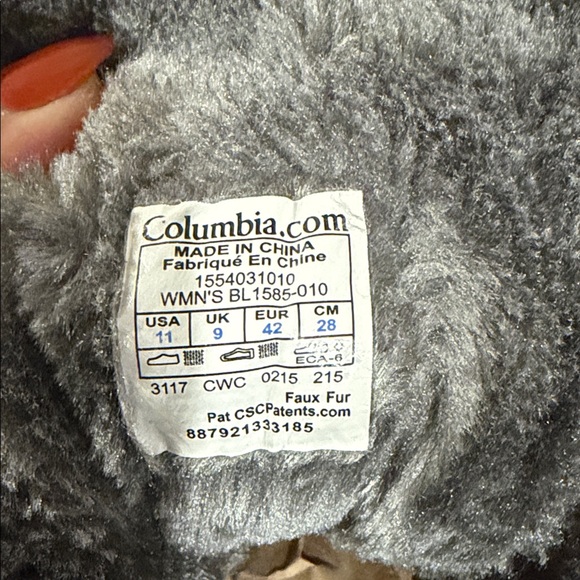 Columbia.com
MADE IN CHINA
Fabriqué En Chine
1554031010
WMN'S BL1585-010
USA UK EUR CM
11 9 42 28
ECA-6
3117 CWC 0215 215
Faux Fur
Pat CSCPatents.com
887921333185